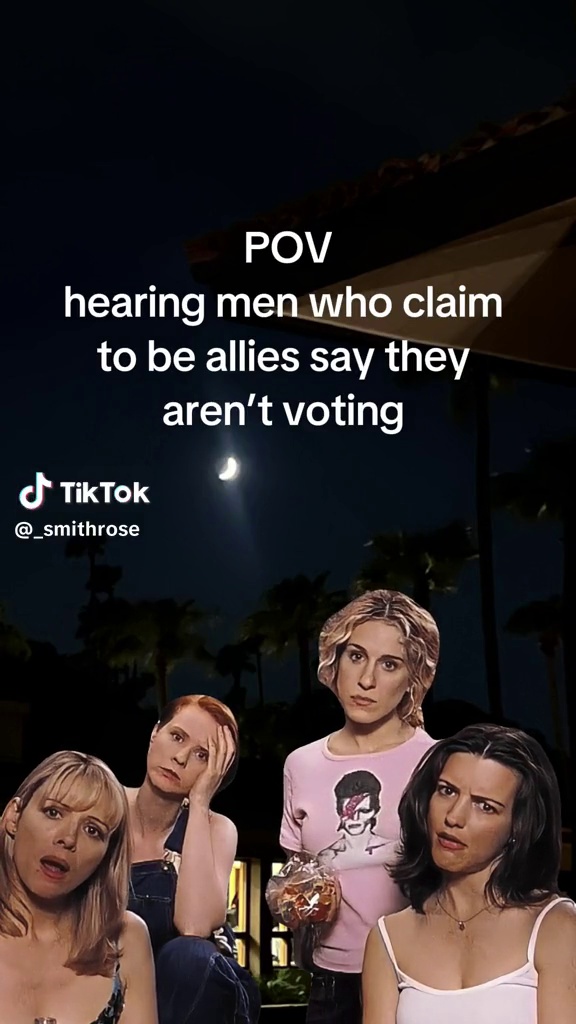 POV
hearing men who claim
to be allies say they
aren't voting
TikTok
@_smithrose